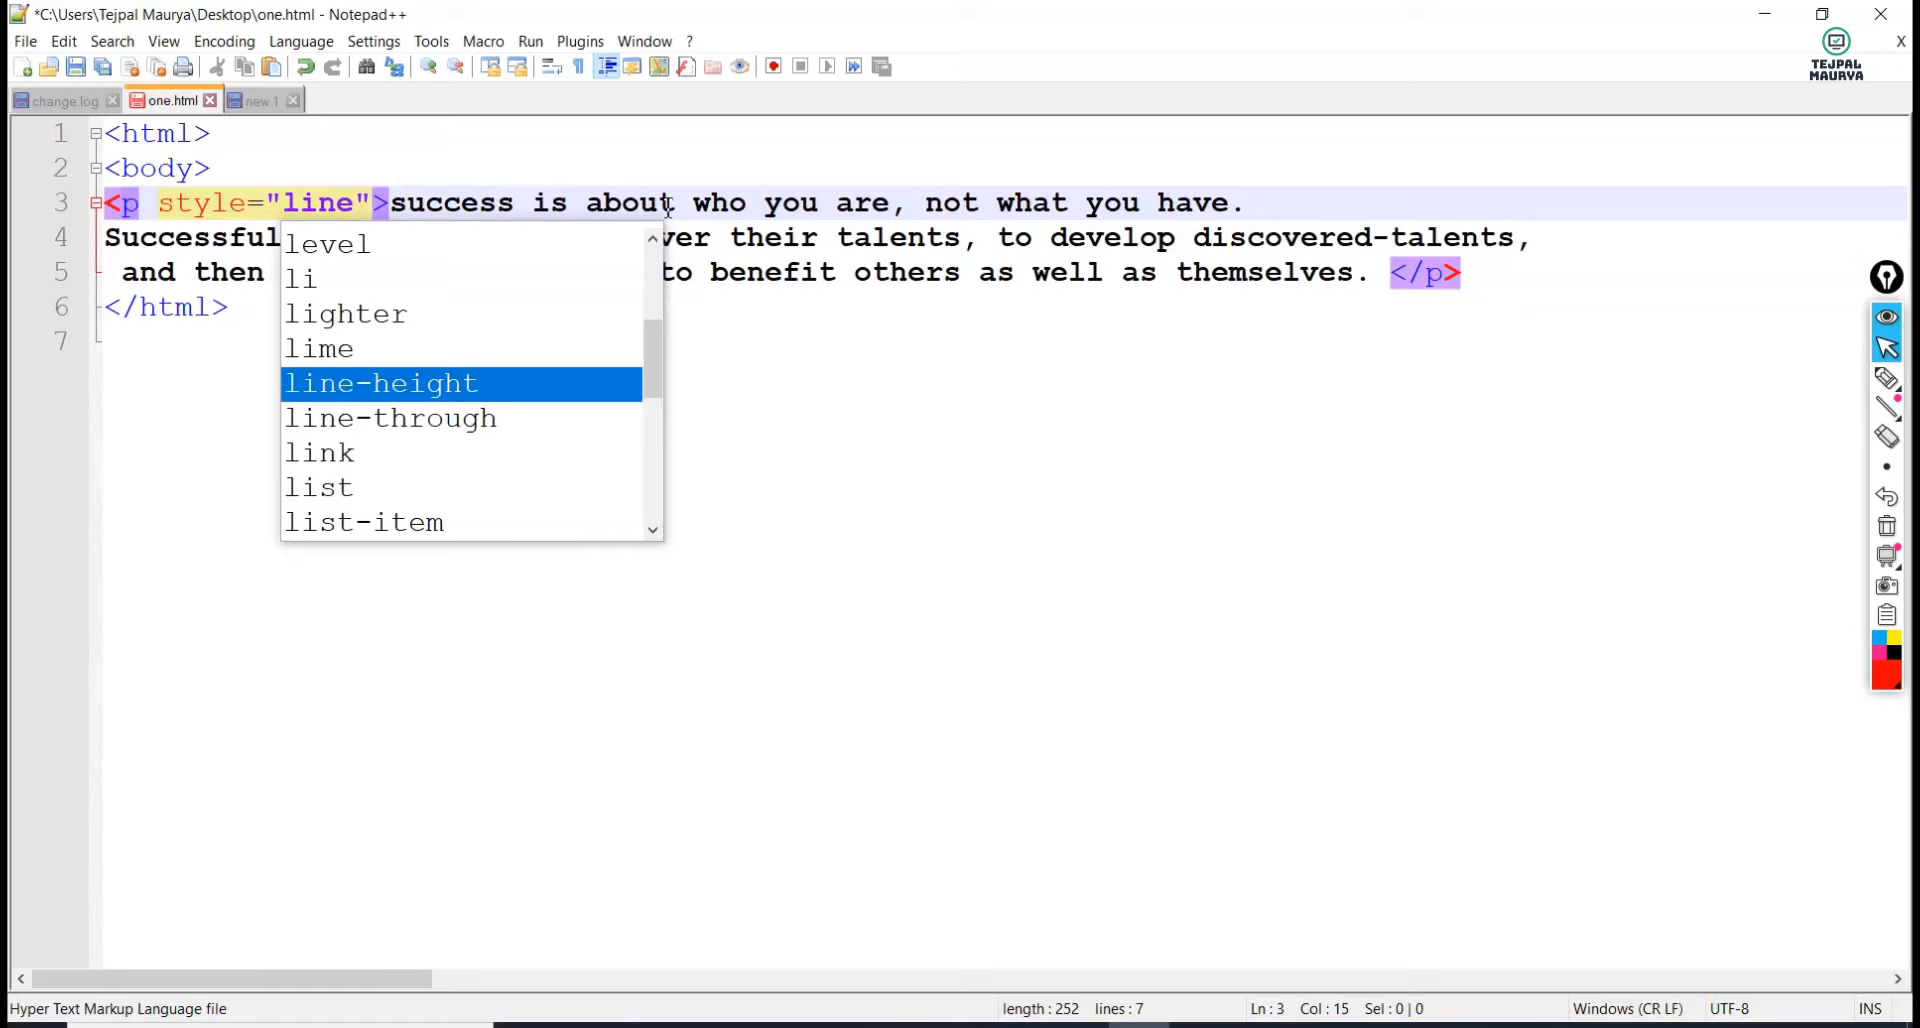 *C:\Users\Tejpal Maurya\Desktop\one.html - Notepad++
File Edit Search View Encoding Language Settings Tools Macro Run Plugins Window ? X
TEJPAL
MAURYA
change.log one.html new 1
1 <html>
2 <body>
3 <p style="line">success is about who you are, not what you have.
4 Successful ver their talents, to develop discovered-talents,
5 and then to benefit others as well as themselves. </p>
6 </html>
7
level
li
lighter
lime
line-height
line-through
link
list
list-item
Hyper Text Markup Language file length : 252 lines : 7 Ln : 3 Col : 15 Sel : 0 | 0 Windows (CR LF) UTF-8 INS